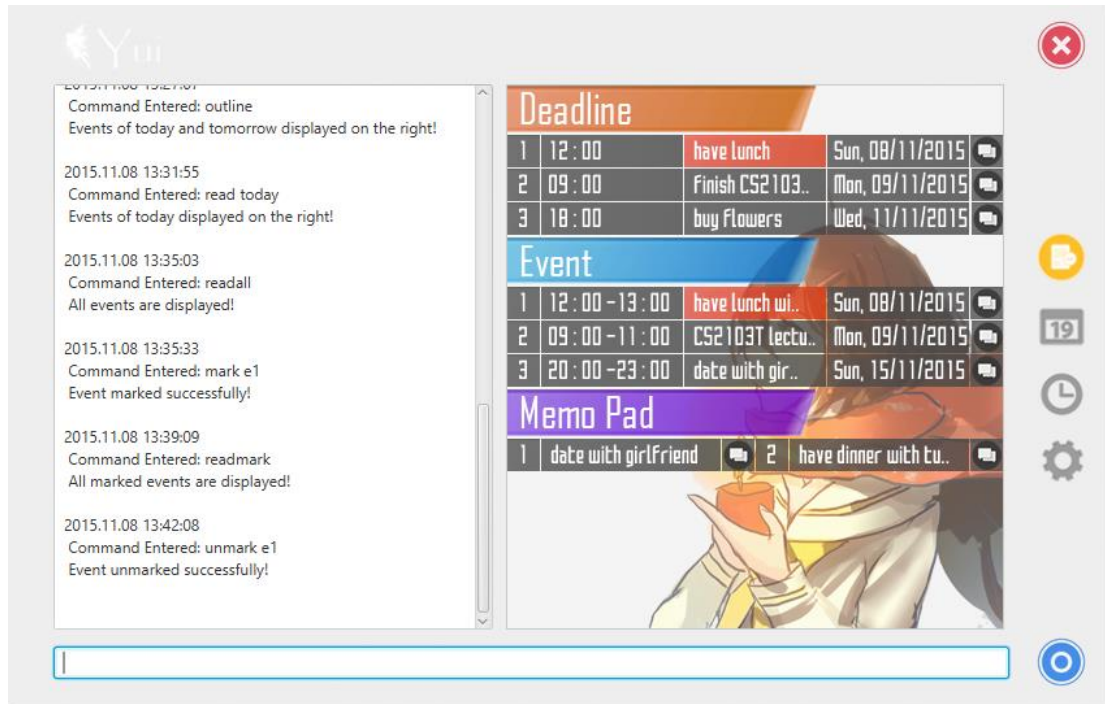 Yui
2015.11.08 13:27:07
Command Entered: outline
Events of today and tomorrow displayed on the right!
2015.11.08 13:31:55
Command Entered: read today
Events of today displayed on the right!
2015.11.08 13:35:03
Command Entered: readall
All events are displayed!
2015.11.08 13:35:33
Command Entered: mark e1
Event marked successfully!
2015.11.08 13:39:09
Command Entered: readmark
All marked events are displayed!
2015.11.08 13:42:08
Command Entered: unmark e1
Event unmarked successfully!
Deadline
1 12:00 have lunch Sun, 08/11/2015
2 09:00 Finish CS2103.. Mon, 09/11/2015
3 18:00 buy flowers Wed, 11/11/2015
Event
1 12:00-13:00 have lunch wi.. Sun, 08/11/2015
2 09:00-11:00 CS2103T lectu.. Mon, 09/11/2015
3 20:00-23:00 date with gir.. Sun, 15/11/2015
Memo Pad
1 date with girlfriend 2 have dinner with tu..
19